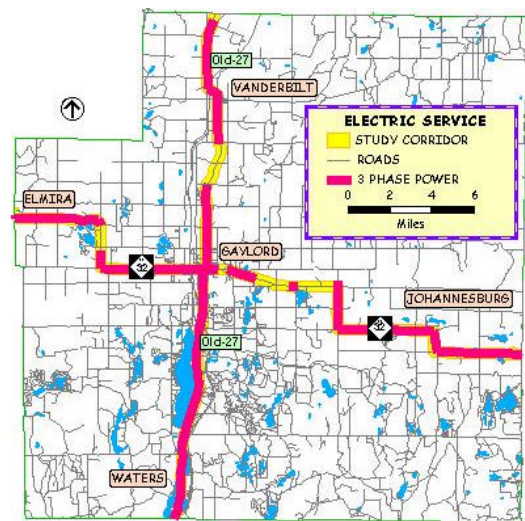 Old-27
VANDERBILT
ELECTRIC SERVICE
STUDY CORRIDOR
ROADS
3 PHASE POWER
0 2 4 6
Miles
ELMIRA
GAYLORD
32
JOHANNESBURG
32
Old-27
WATERS